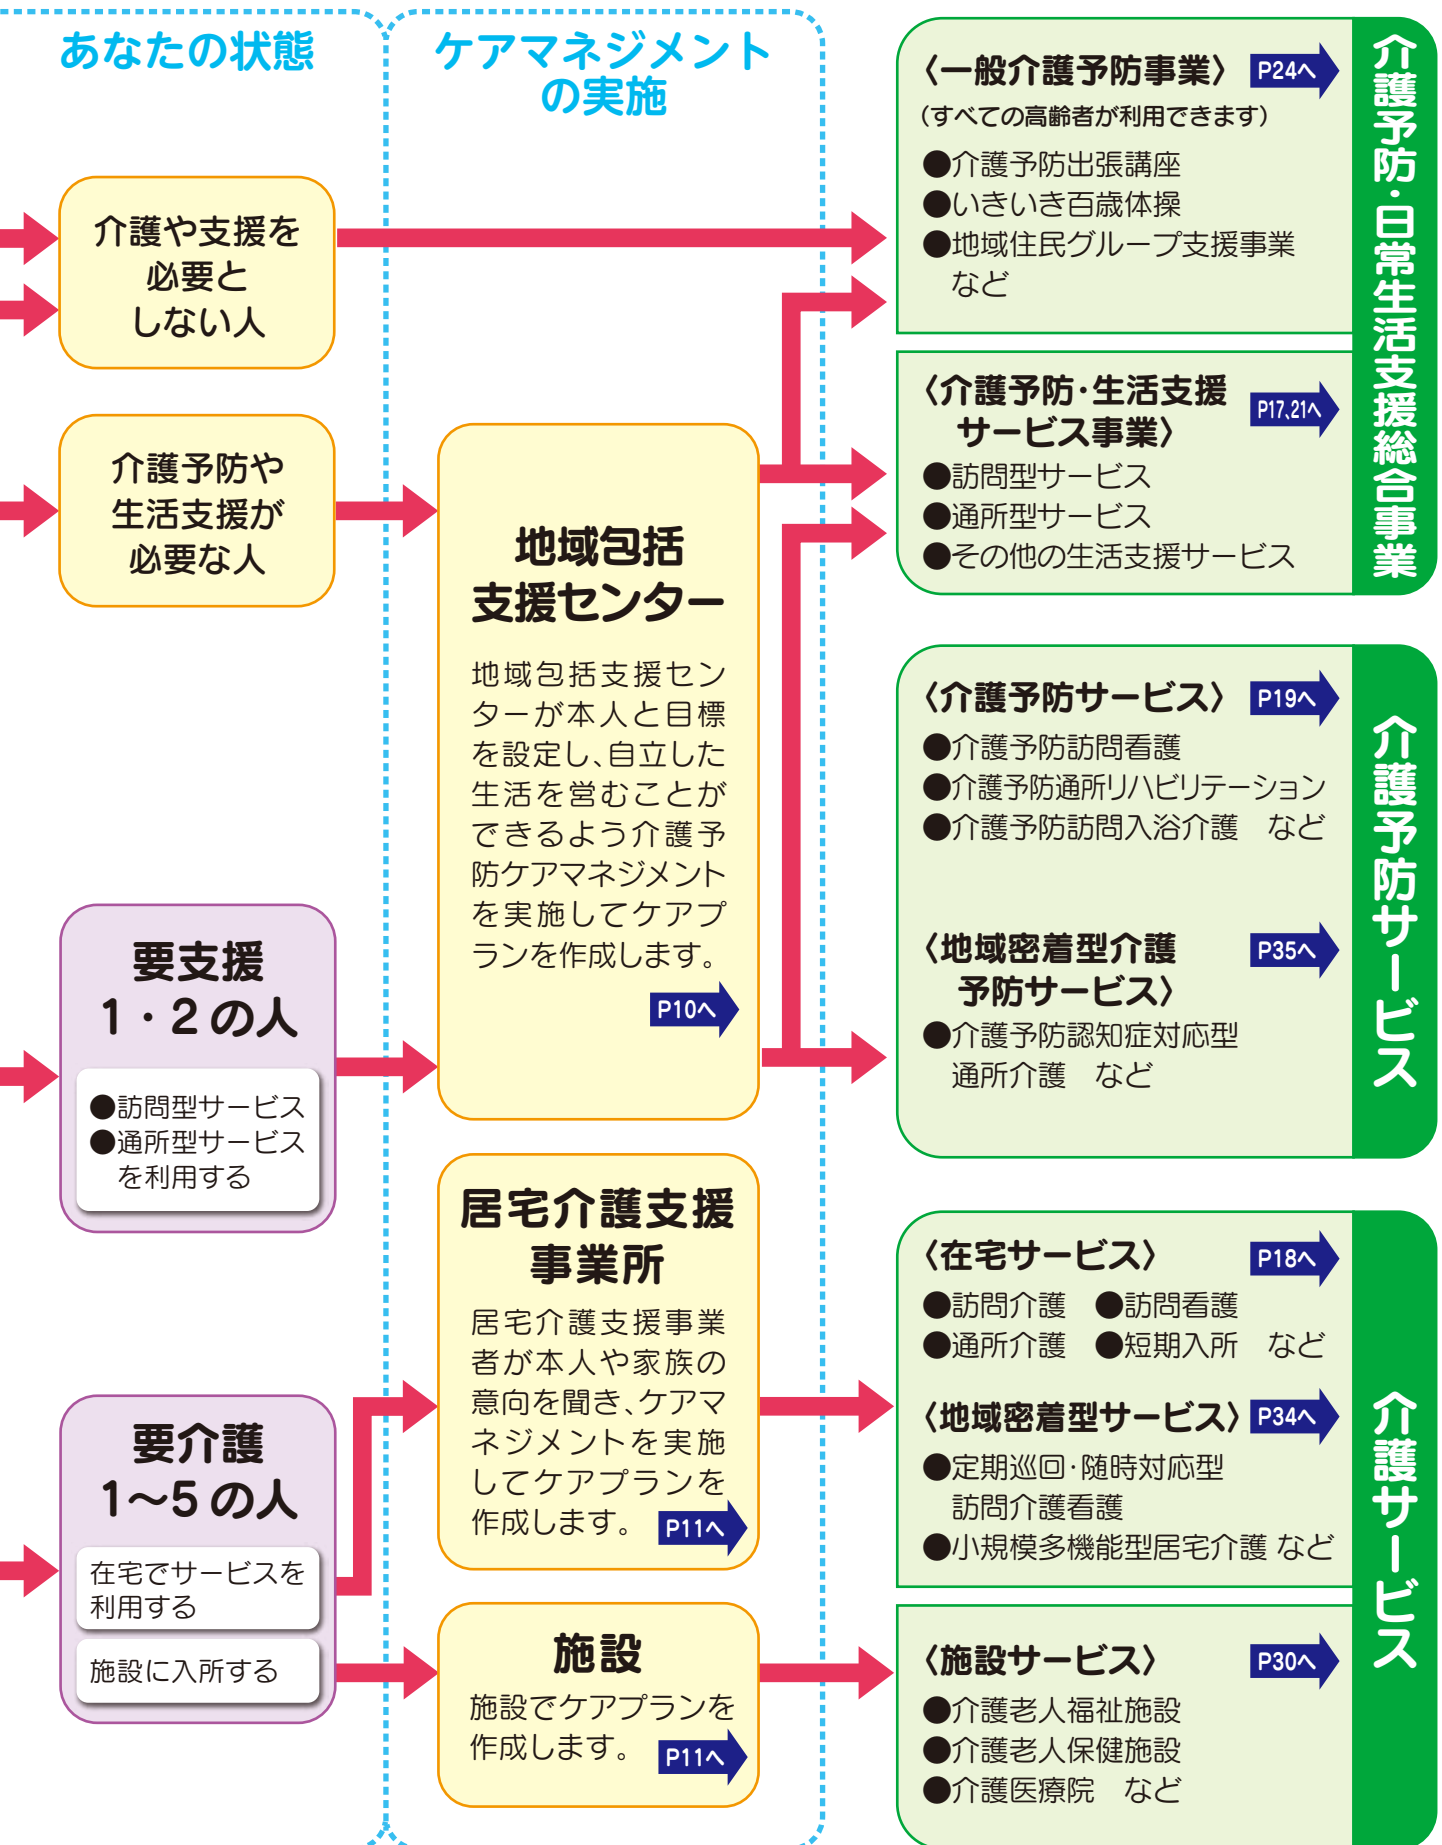 あなたの状態
介護や支援を
必要と
しない人
介護予防や
生活支援が
必要な人
要支援
1・2の人
●訪問型サービス
●通所型サービス
を利用する
要介護
1～5の人
在宅でサービスを
利用する
施設に入所する
ケアマネジメント
の実施
地域包括
支援センター
地域包括支援セン
ターが本人と目標
を設定し、自立した
生活を営むことが
できるよう介護予
防ケアマネジメント
を実施してケアプ
ランを作成します。
P10へ
居宅介護支援
事業所
居宅介護支援事業
者が本人や家族の
意向を聞き、ケアマ
ネジメントを実施
してケアプランを
作成します。 P11へ
施設
施設でケアプランを
作成します。 P11へ
介護予防・日常生活支援総合事業
〈一般介護予防事業〉 P24へ
（すべての高齢者が利用できます）
●介護予防出張講座
●いきいき百歳体操
●地域住民グループ支援事業
など
〈介護予防・生活支援
サービス事業〉 P17、21へ
●訪問型サービス
●通所型サービス
●その他の生活支援サービス
介護予防サービス
〈介護予防サービス〉 P19へ
●介護予防訪問看護
●介護予防通所リハビリテーション
●介護予防訪問入浴介護 など
〈地域密着型介護 P35へ
予防サービス〉
●介護予防認知症対応型
通所介護 など
介護サービス
〈在宅サービス〉 P18へ
●訪問介護 ●訪問看護
●通所介護 ●短期入所 など
〈地域密着型サービス〉 P34へ
●定期巡回・随時対応型
訪問介護看護
●小規模多機能型居宅介護 など
〈施設サービス〉 P30へ
●介護老人福祉施設
●介護老人保健施設
●介護医療院 など